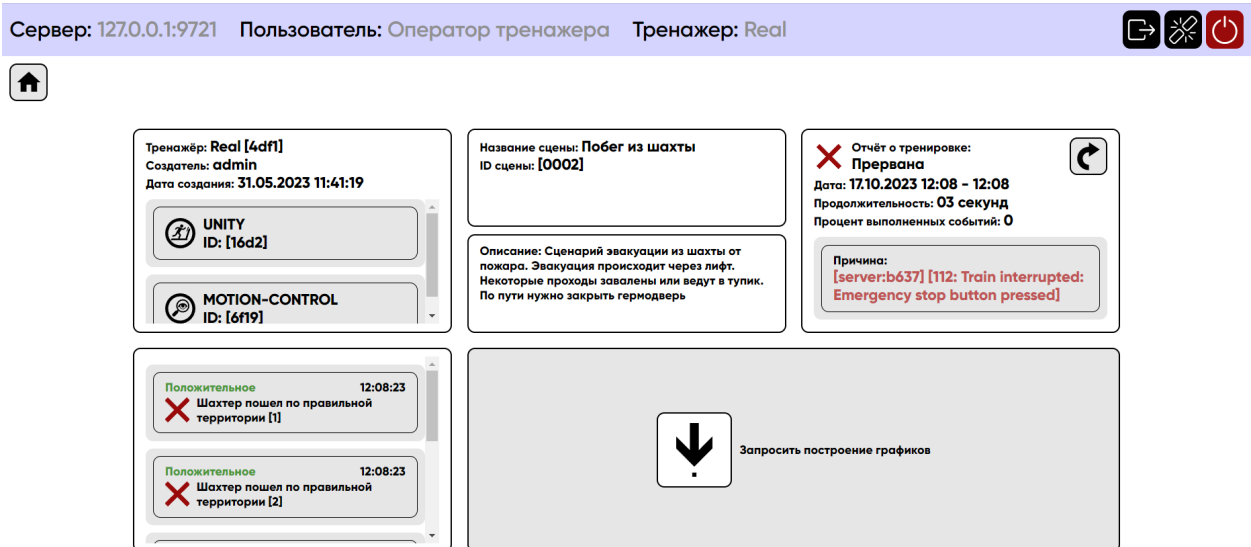 Сервер: 127.0.0.1:9721 Пользователь: Оператор тренажера Тренажер: Real
Тренажёр: Real [4df1]
Создатель: admin
Дата создания: 31.05.2023 11:41:19
UNITY
ID: [16d2]
MOTION-CONTROL
ID: [6f19]
Название сцены: Побег из шахты
ID сцены: [0002]
Описание: Сценарий эвакуации из шахты от
пожара. Эвакуация происходит через лифт.
Некоторые проходы завалены или ведут в тупик.
По пути нужно закрыть гермодверь
Отчёт о тренировке:
Прервана
Дата: 17.10.2023 12:08 - 12:08
Продолжительность: 03 секунд
Процент выполненных событий: 0
Причина:
[server:b637] [112: Train interrupted:
Emergency stop button pressed]
Положительное 12:08:23
Шахтер пошел по правильной
территории [1]
Положительное 12:08:23
Шахтер пошел по правильной
территории [2]
Запросить построение графиков